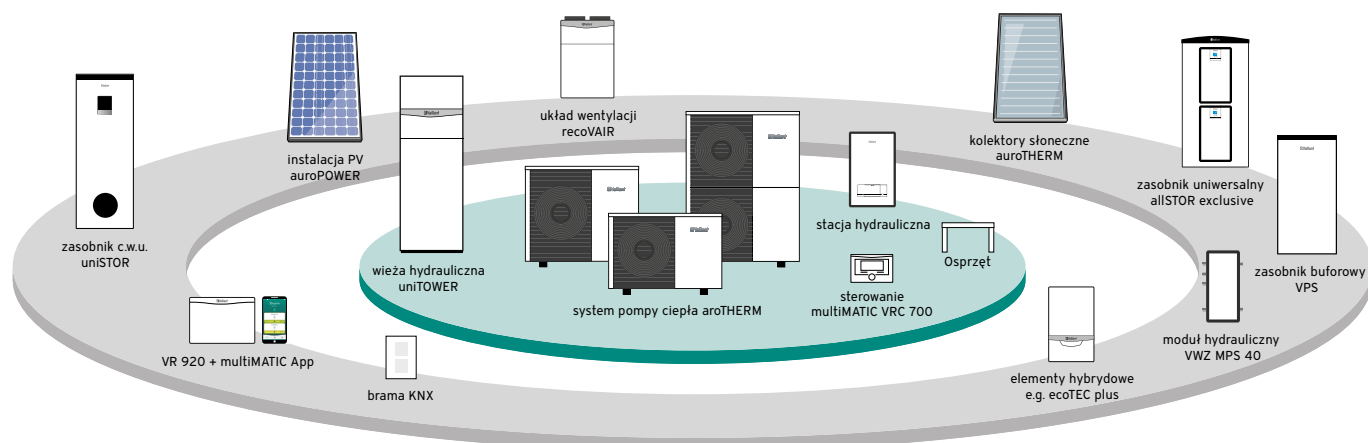 układ wentylacji
recoVAIR
instalacja PV
auroPOWER
kolektory słoneczne
auroTHERM
zasobnik uniwersalny
allSTOR exclusive
zasobnik c.w.u.
uniSTOR
wieża hydrauliczna
uniTOWER
stacja hydrauliczna
Osprzęt
zasobnik buforowy
VPS
system pompy ciepła aroTHERM
sterowanie
multiMATIC VRC 700
VR 920 + multiMATIC App
brama KNX
elementy hybrydowe
e.g. ecoTEC plus
moduł hydrauliczny
VWZ MPS 40